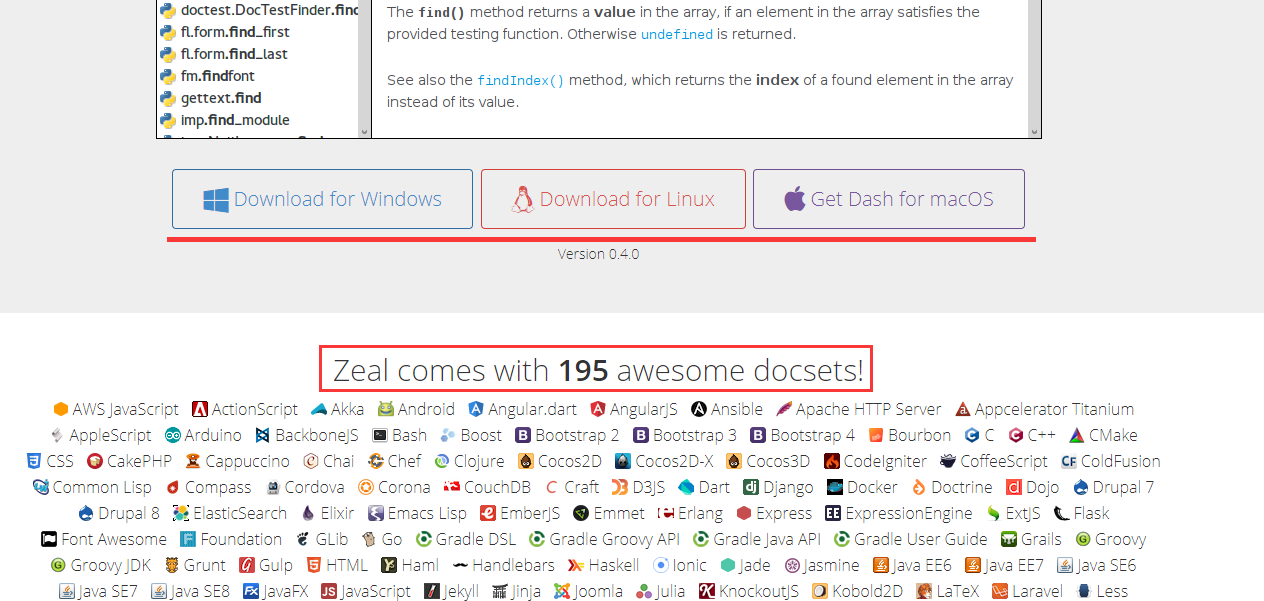 doctest.DocTestFinder.find
fl.form.find_first
fl.form.find_last
fm.findfont
gettext.find
imp.find_module
The find() method returns a value in the array, if an element in the array satisfies the
provided testing function. Otherwise undefined is returned.
See also the findIndex() method, which returns the index of a found element in the array
instead of its value.
Download for Windows
Download for Linux
Get Dash for macOS
Version 0.4.0
Zeal comes with 195 awesome docsets!
AWS JavaScript ActionScript Akka Android Angular.dart AngularJS Ansible Apache HTTP Server Appcelerator Titanium
AppleScript Arduino BackboneJS Bash Boost Bootstrap 2 Bootstrap 3 Bootstrap 4 Bourbon C C++ CMake
CSS CakePHP Cappuccino Chai Chef Clojure Cocos2D Cocos2D-X Cocos3D CodeIgniter CoffeeScript ColdFusion
Common Lisp Compass Cordova Corona CouchDB Craft D3JS Dart Django Docker Doctrine Dojo Drupal 7
Drupal 8 ElasticSearch Elixir Emacs Lisp EmberJS Emmet Erlang Express ExpressionEngine ExtJS Flask
Font Awesome Foundation GLib Go Gradle DSL Gradle Groovy API Gradle Java API Gradle User Guide Grails Groovy
Groovy JDK Grunt Gulp HTML Haml Handlebars Haskell Ionic Jade Jasmine Java EE6 Java EE7 Java SE6
Java SE7 Java SE8 JavaFX JavaScript Jekyll Jinja Joomla Julia KnockoutJS Kobold2D LaTeX Laravel Less